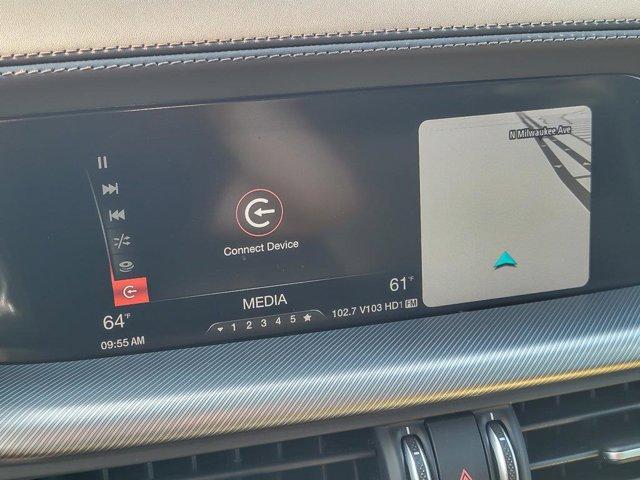 N Milwaukee Ave
Connect Device
61°F
MEDIA
64°F
1 2 3 4 5
102.7 V103 HD1 FM
09:55 AM